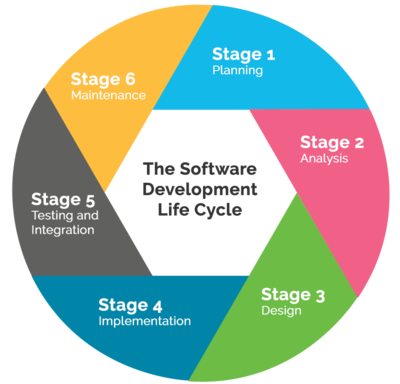 The Software
Development
Life Cycle
Stage 1
Planning
Stage 2
Analysis
Stage 3
Design
Stage 4
Implementation
Stage 5
Testing and
Integration
Stage 6
Maintenance